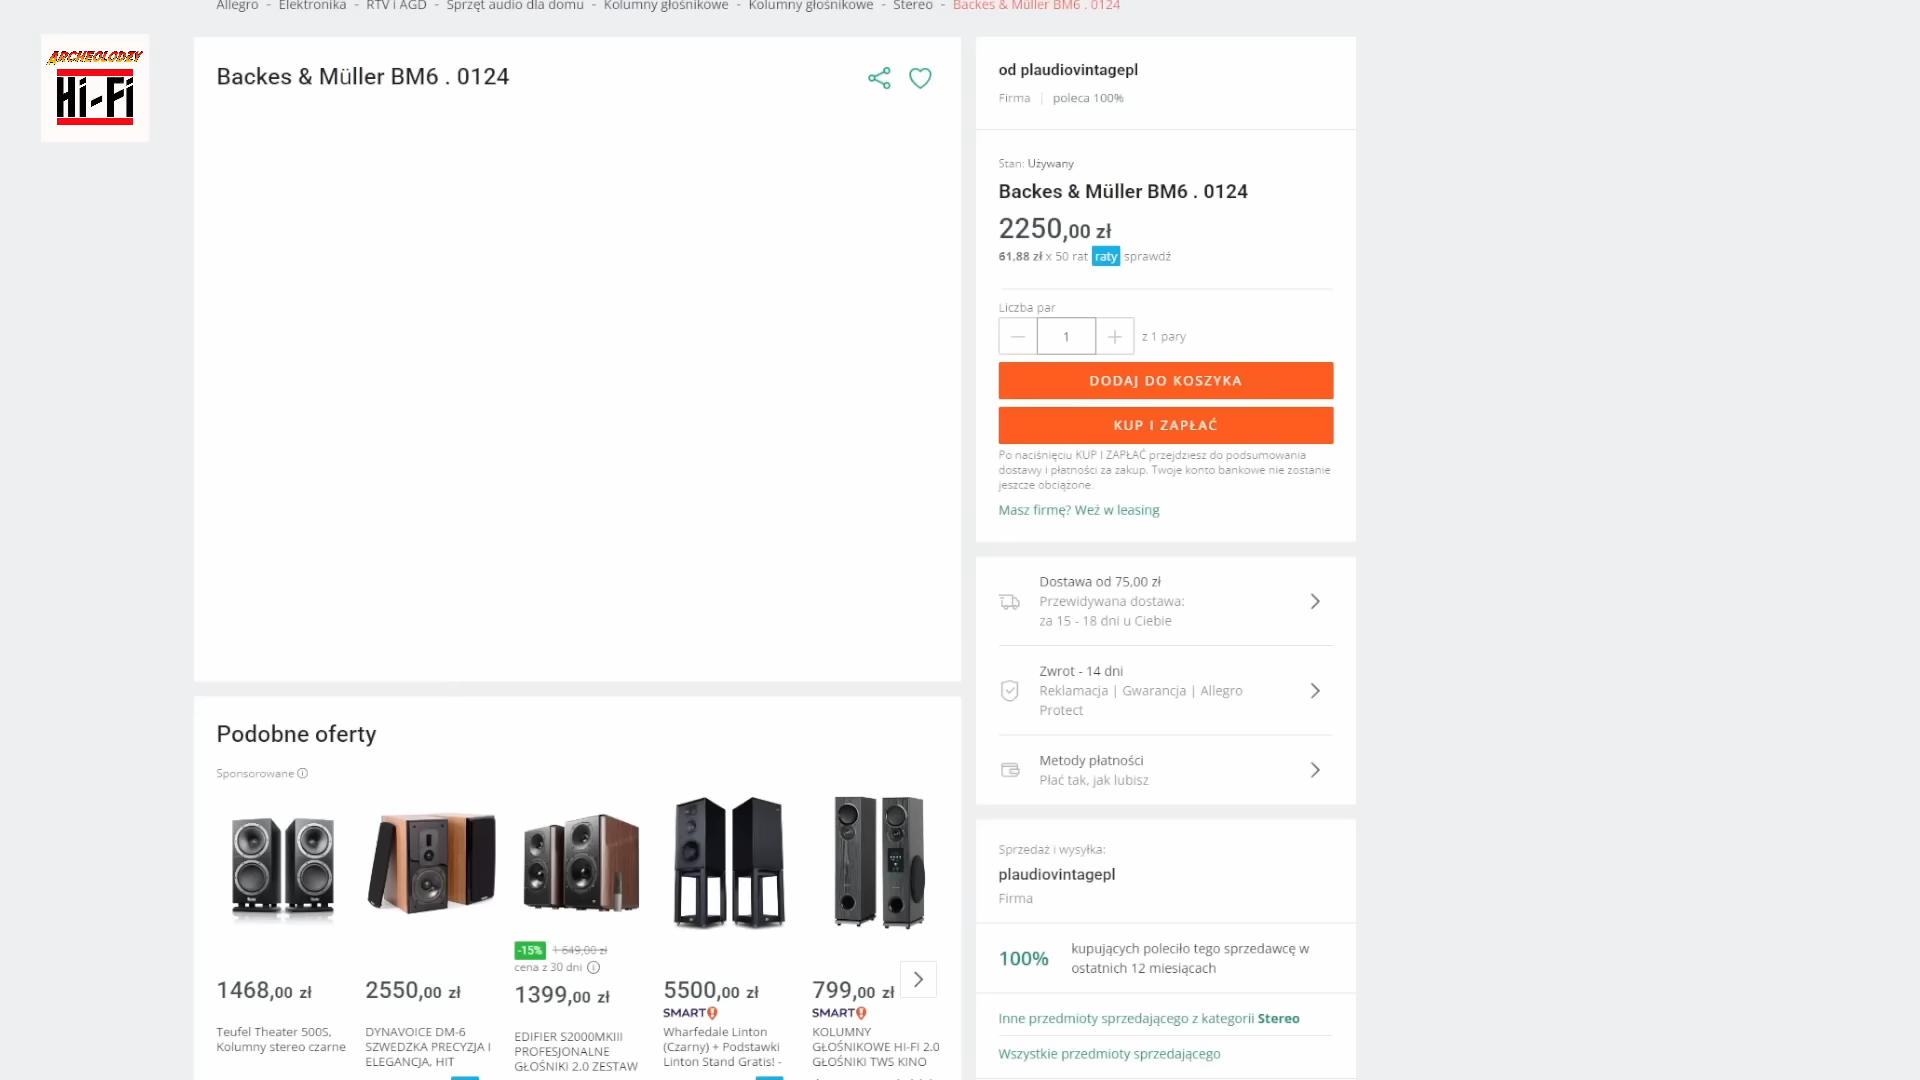 Allegro - Elektronika - RTV i AGD - Sprzęt audio dla domu - Kolumny głośnikowe - Kolumny głośnikowe - Stereo - Backes & Müller BM6 . 0124
ARCHEOLODZY
Hi-Fi
Backes & Müller BM6 . 0124
od plaudiovintagepl
Firma | poleca 100%
Stan: Używany
Backes & Müller BM6 . 0124
2250,00 zł
61,88 zł x 50 rat raty sprawdź
Liczba par
1
z 1 pary
DODAJ DO KOSZYKA
KUP I ZAPŁAĆ
Po naciśnięciu KUP I ZAPŁAĆ przejdziesz do podsumowania
dostawy i płatności za zakup. Twoje konto bankowe nie zostanie
jeszcze obciążone.
Masz firmę? Weź w leasing
Dostawa od 75,00 zł
Przewidywana dostawa:
za 15 - 18 dni u Ciebie
Zwrot - 14 dni
Reklamacja | Gwarancja | Allegro
Protect
Metody płatności
Płać tak, jak lubisz
Sprzedaż i wysyłka:
plaudiovintagepl
Firma
100%
kupujących poleciło tego sprzedawcę w
ostatnich 12 miesiącach
Inne przedmioty sprzedającego z kategorii Stereo
Wszystkie przedmioty sprzedającego
Podobne oferty
Sponsorowane
1468,00 zł
Teufel Theater 500S,
Kolumny stereo czarne
2550,00 zł
DYNAVOICE DM-6
SZWEDZKA PRECYZJA I
ELEGANCJA, HIT
-15% 1 649,00 zł
cena z 30 dni
1399,00 zł
EDIFIER S2000MKIII
PROFESJONALNE
GŁOŚNIKI 2.0 ZESTAW
5500,00 zł
SMART!
Wharfedale Linton
(Czarny) + Podstawki
Linton Stand Gratis! -
799,00 zł
SMART!
KOLUMNY
GŁOŚNIKOWE HI-FI 2.0
GŁOŚNIKI TWS KINO